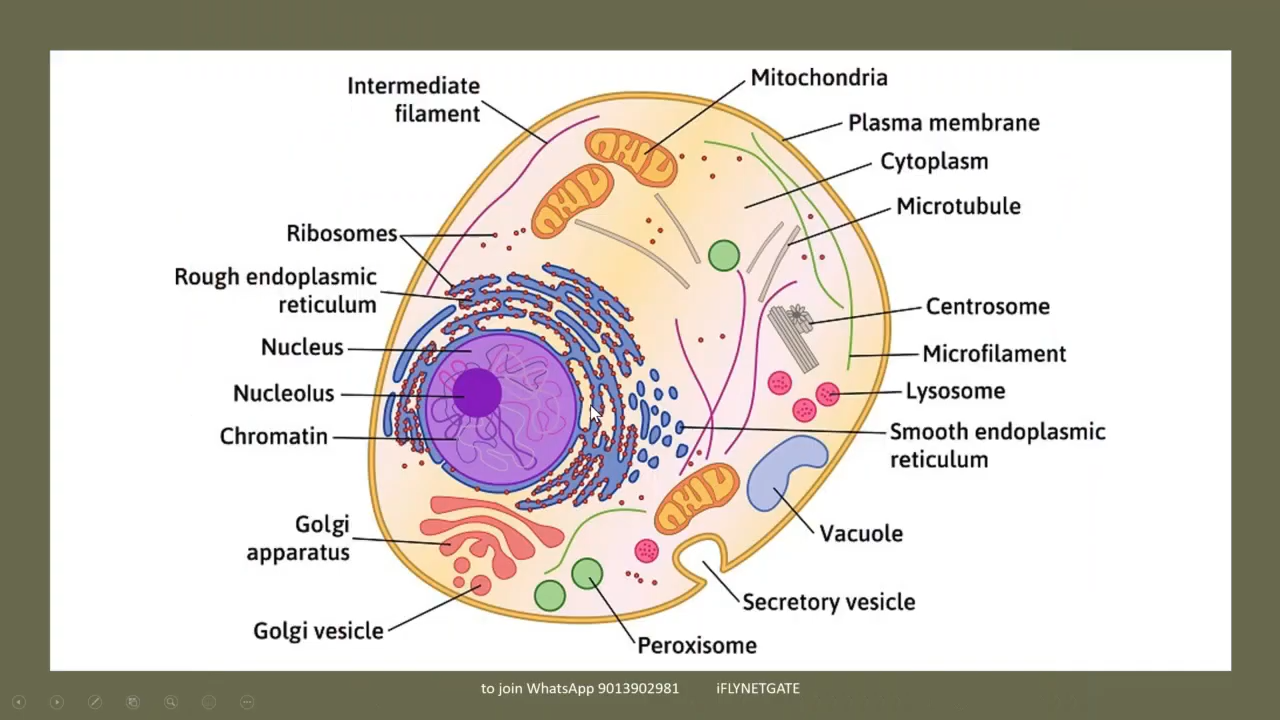 Intermediate
filament
Mitochondria
Plasma membrane
Cytoplasm
Microtubule
Ribosomes
Rough endoplasmic
reticulum
Centrosome
Nucleus
Microfilament
Nucleolus
Lysosome
Chromatin
Smooth endoplasmic
reticulum
Golgi
apparatus
Vacuole
Secretory vesicle
Golgi vesicle
Peroxisome
to join WhatsApp 9013902981 iFLYNETGATE